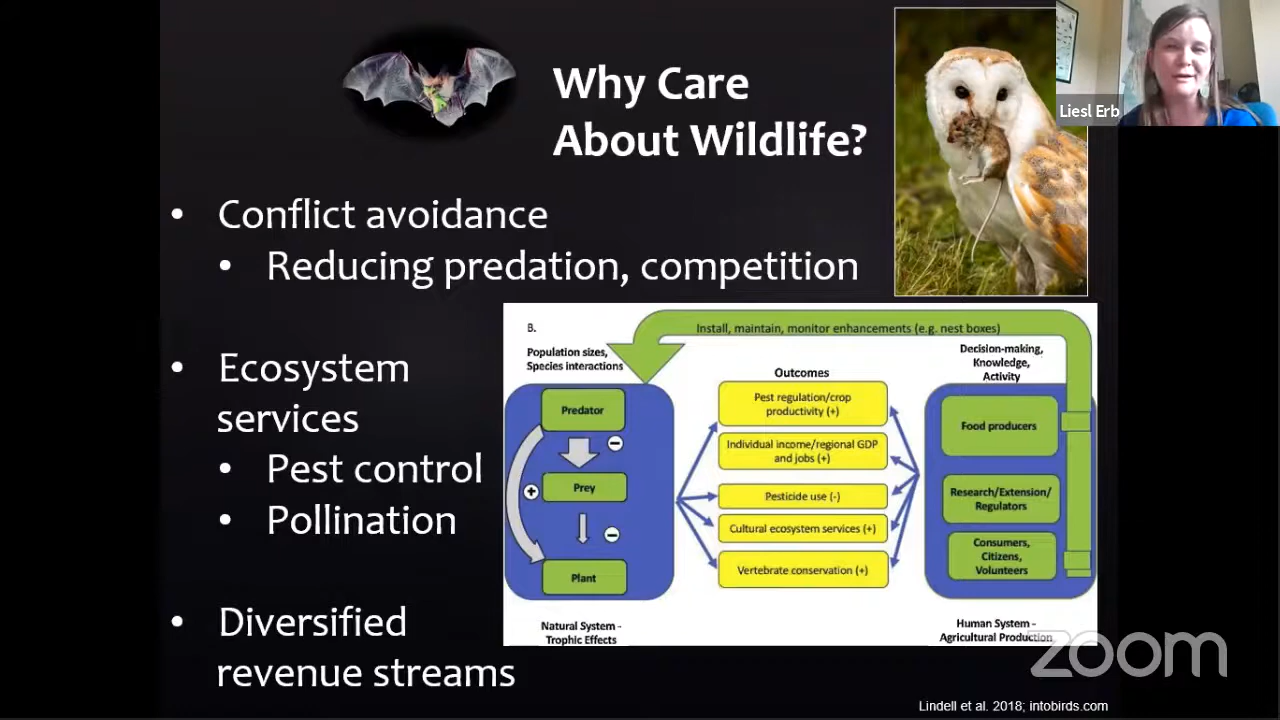 Why Care
About Wildlife?
Liesl Erb
• Conflict avoidance
• Reducing predation, competition
• Ecosystem
services
• Pest control
• Pollination
• Diversified
revenue streams
B.
Install, maintain, monitor enhancements (e.g. nest boxes)
Population sizes,
Species interactions
Predator
−
Prey
+
−
Plant
Natural System -
Trophic Effects
Outcomes
Pest regulation/crop
productivity (+)
Individual income/regional GDP
and jobs (+)
Pesticide use (-)
Cultural ecosystem services (+)
Vertebrate conservation (+)
Decision-making,
Knowledge,
Activity
Food producers
Research/Extension/
Regulators
Consumers,
Citizens,
Volunteers
Human System -
Agricultural Production
zoom
Lindell et al. 2018; intobirds.com